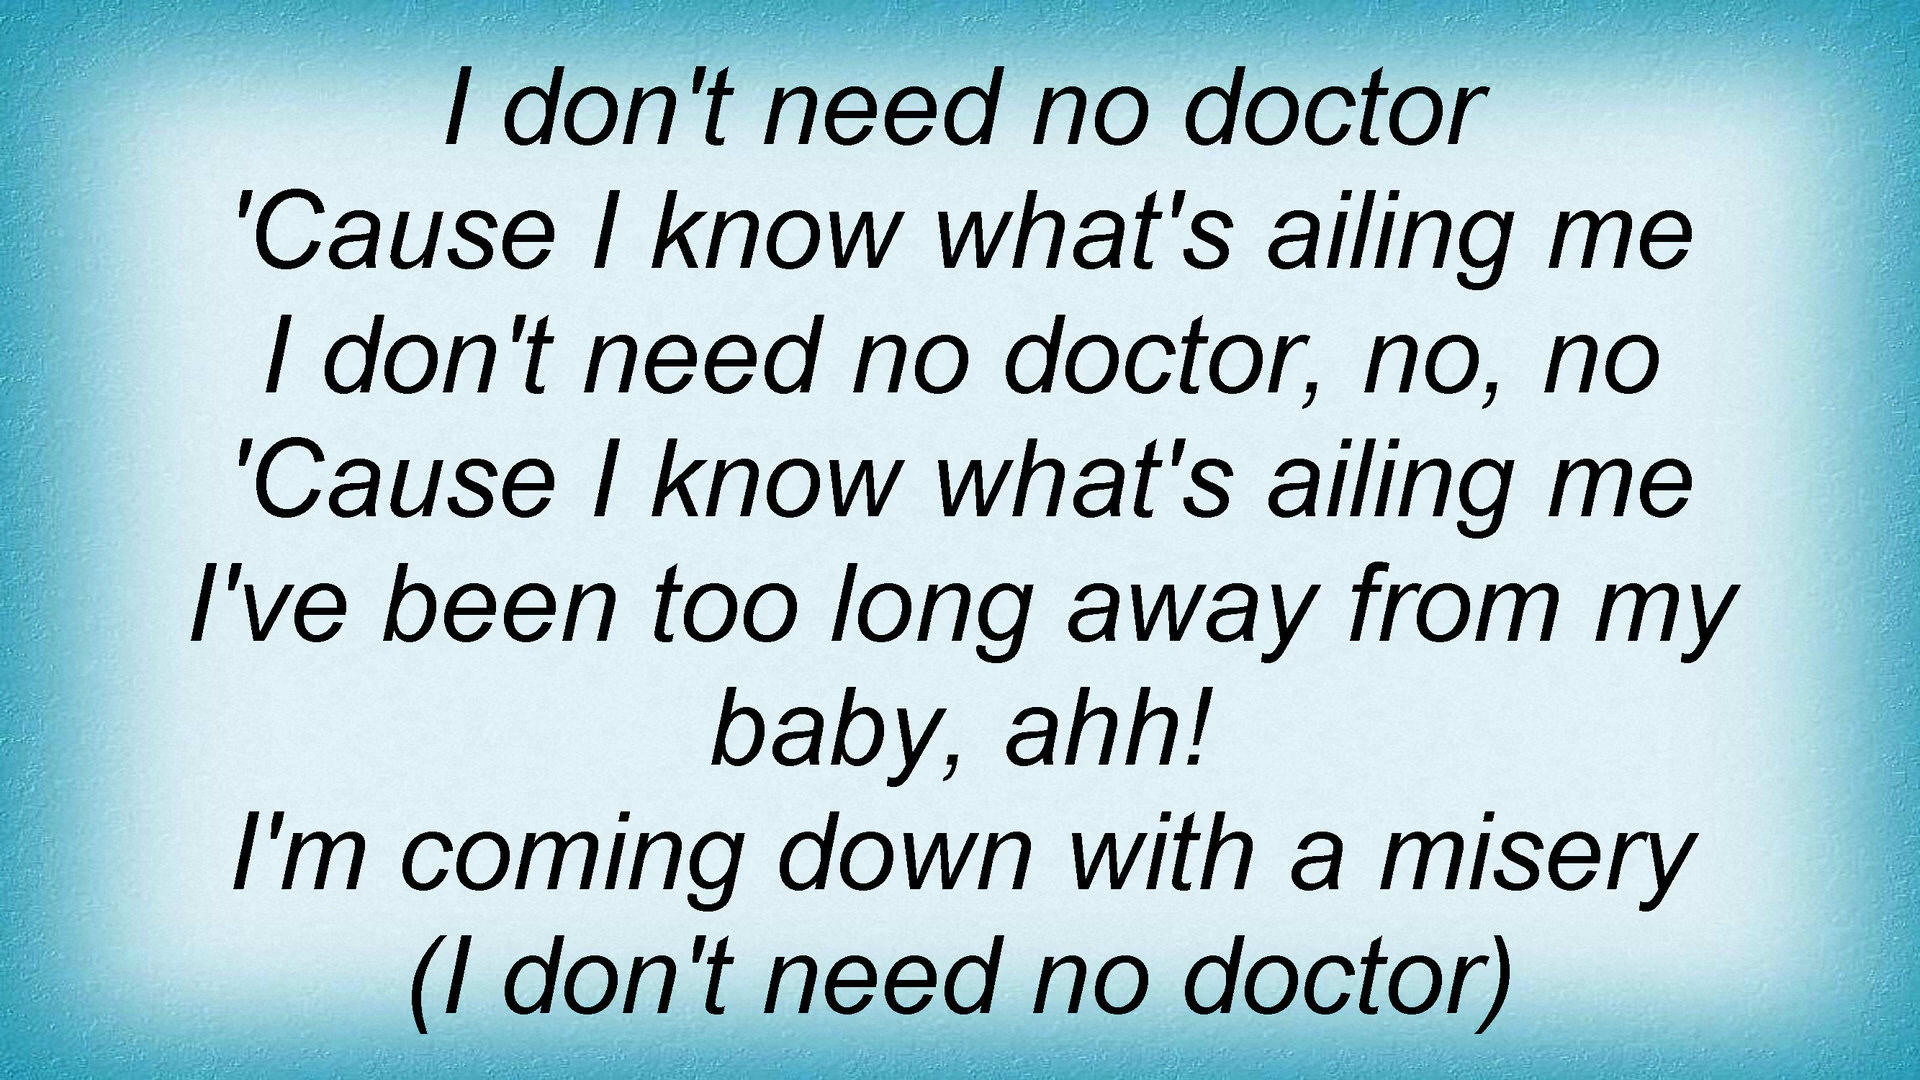 I don't need no doctor
'Cause I know what's ailing me
I don't need no doctor, no, no
'Cause I know what's ailing me
I've been too long away from my
baby, ahh!
I'm coming down with a misery
(I don't need no doctor)